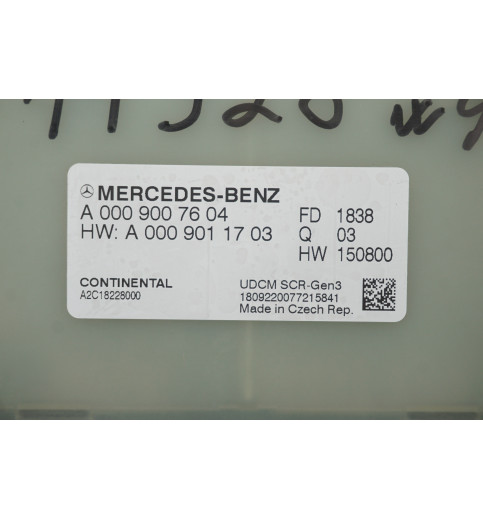 MERCEDES-BENZ
A 000 900 76 04 FD 1838
HW: A 000 901 17 03 Q 03
HW 150800
CONTINENTAL UDCM SCR-Gen3
A2C18228000 1809220077215841
Made in Czech Rep.